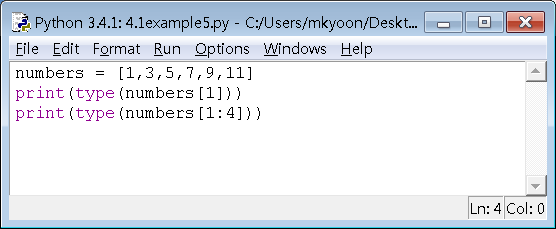 Python 3.4.1: 4.1example5.py - C:/Users/mkyoon/Deskt...
File Edit Format Run Options Windows Help
numbers = [1,3,5,7,9,11]
print(type(numbers[1]))
print(type(numbers[1:4]))
Ln: 4 Col: 0